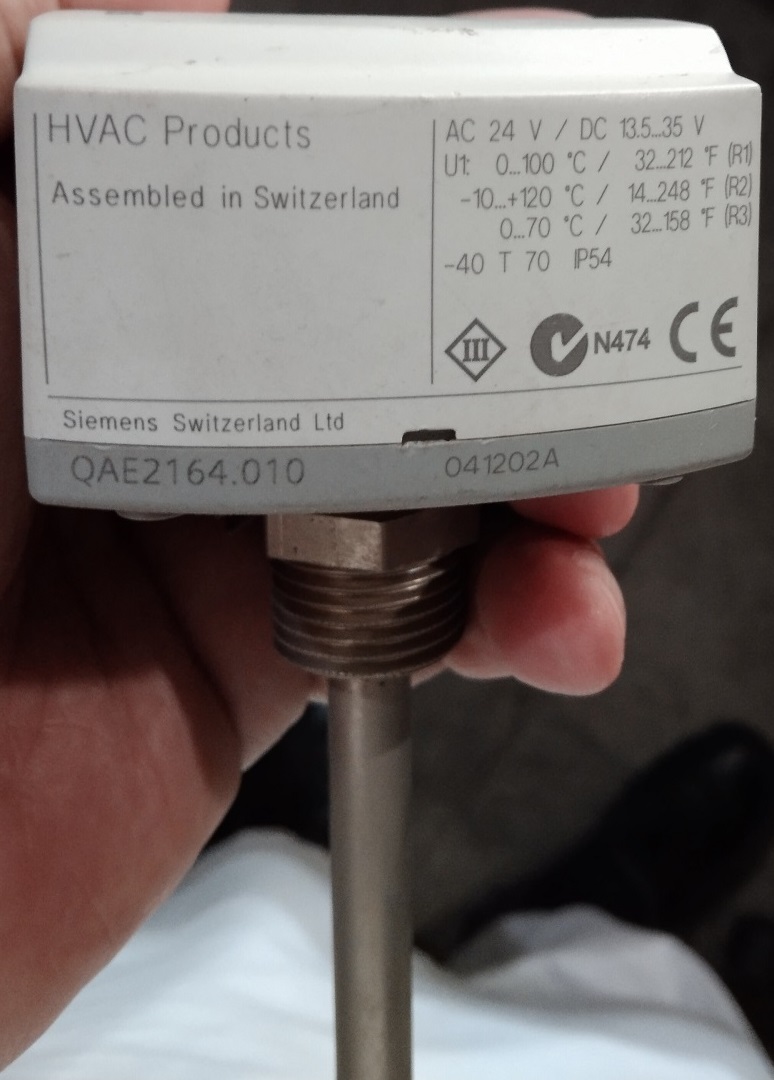 HVAC Products
Assembled in Switzerland
AC 24 V / DC 13.5...35 V
U1: 0...100 °C / 32...212 °F (R1)
-10...+120 °C / 14...248 °F (R2)
0...70 °C / 32...158 °F (R3)
-40 T 70 IP54
III
N474
CE
Siemens Switzerland Ltd
QAE2164.010
041202A